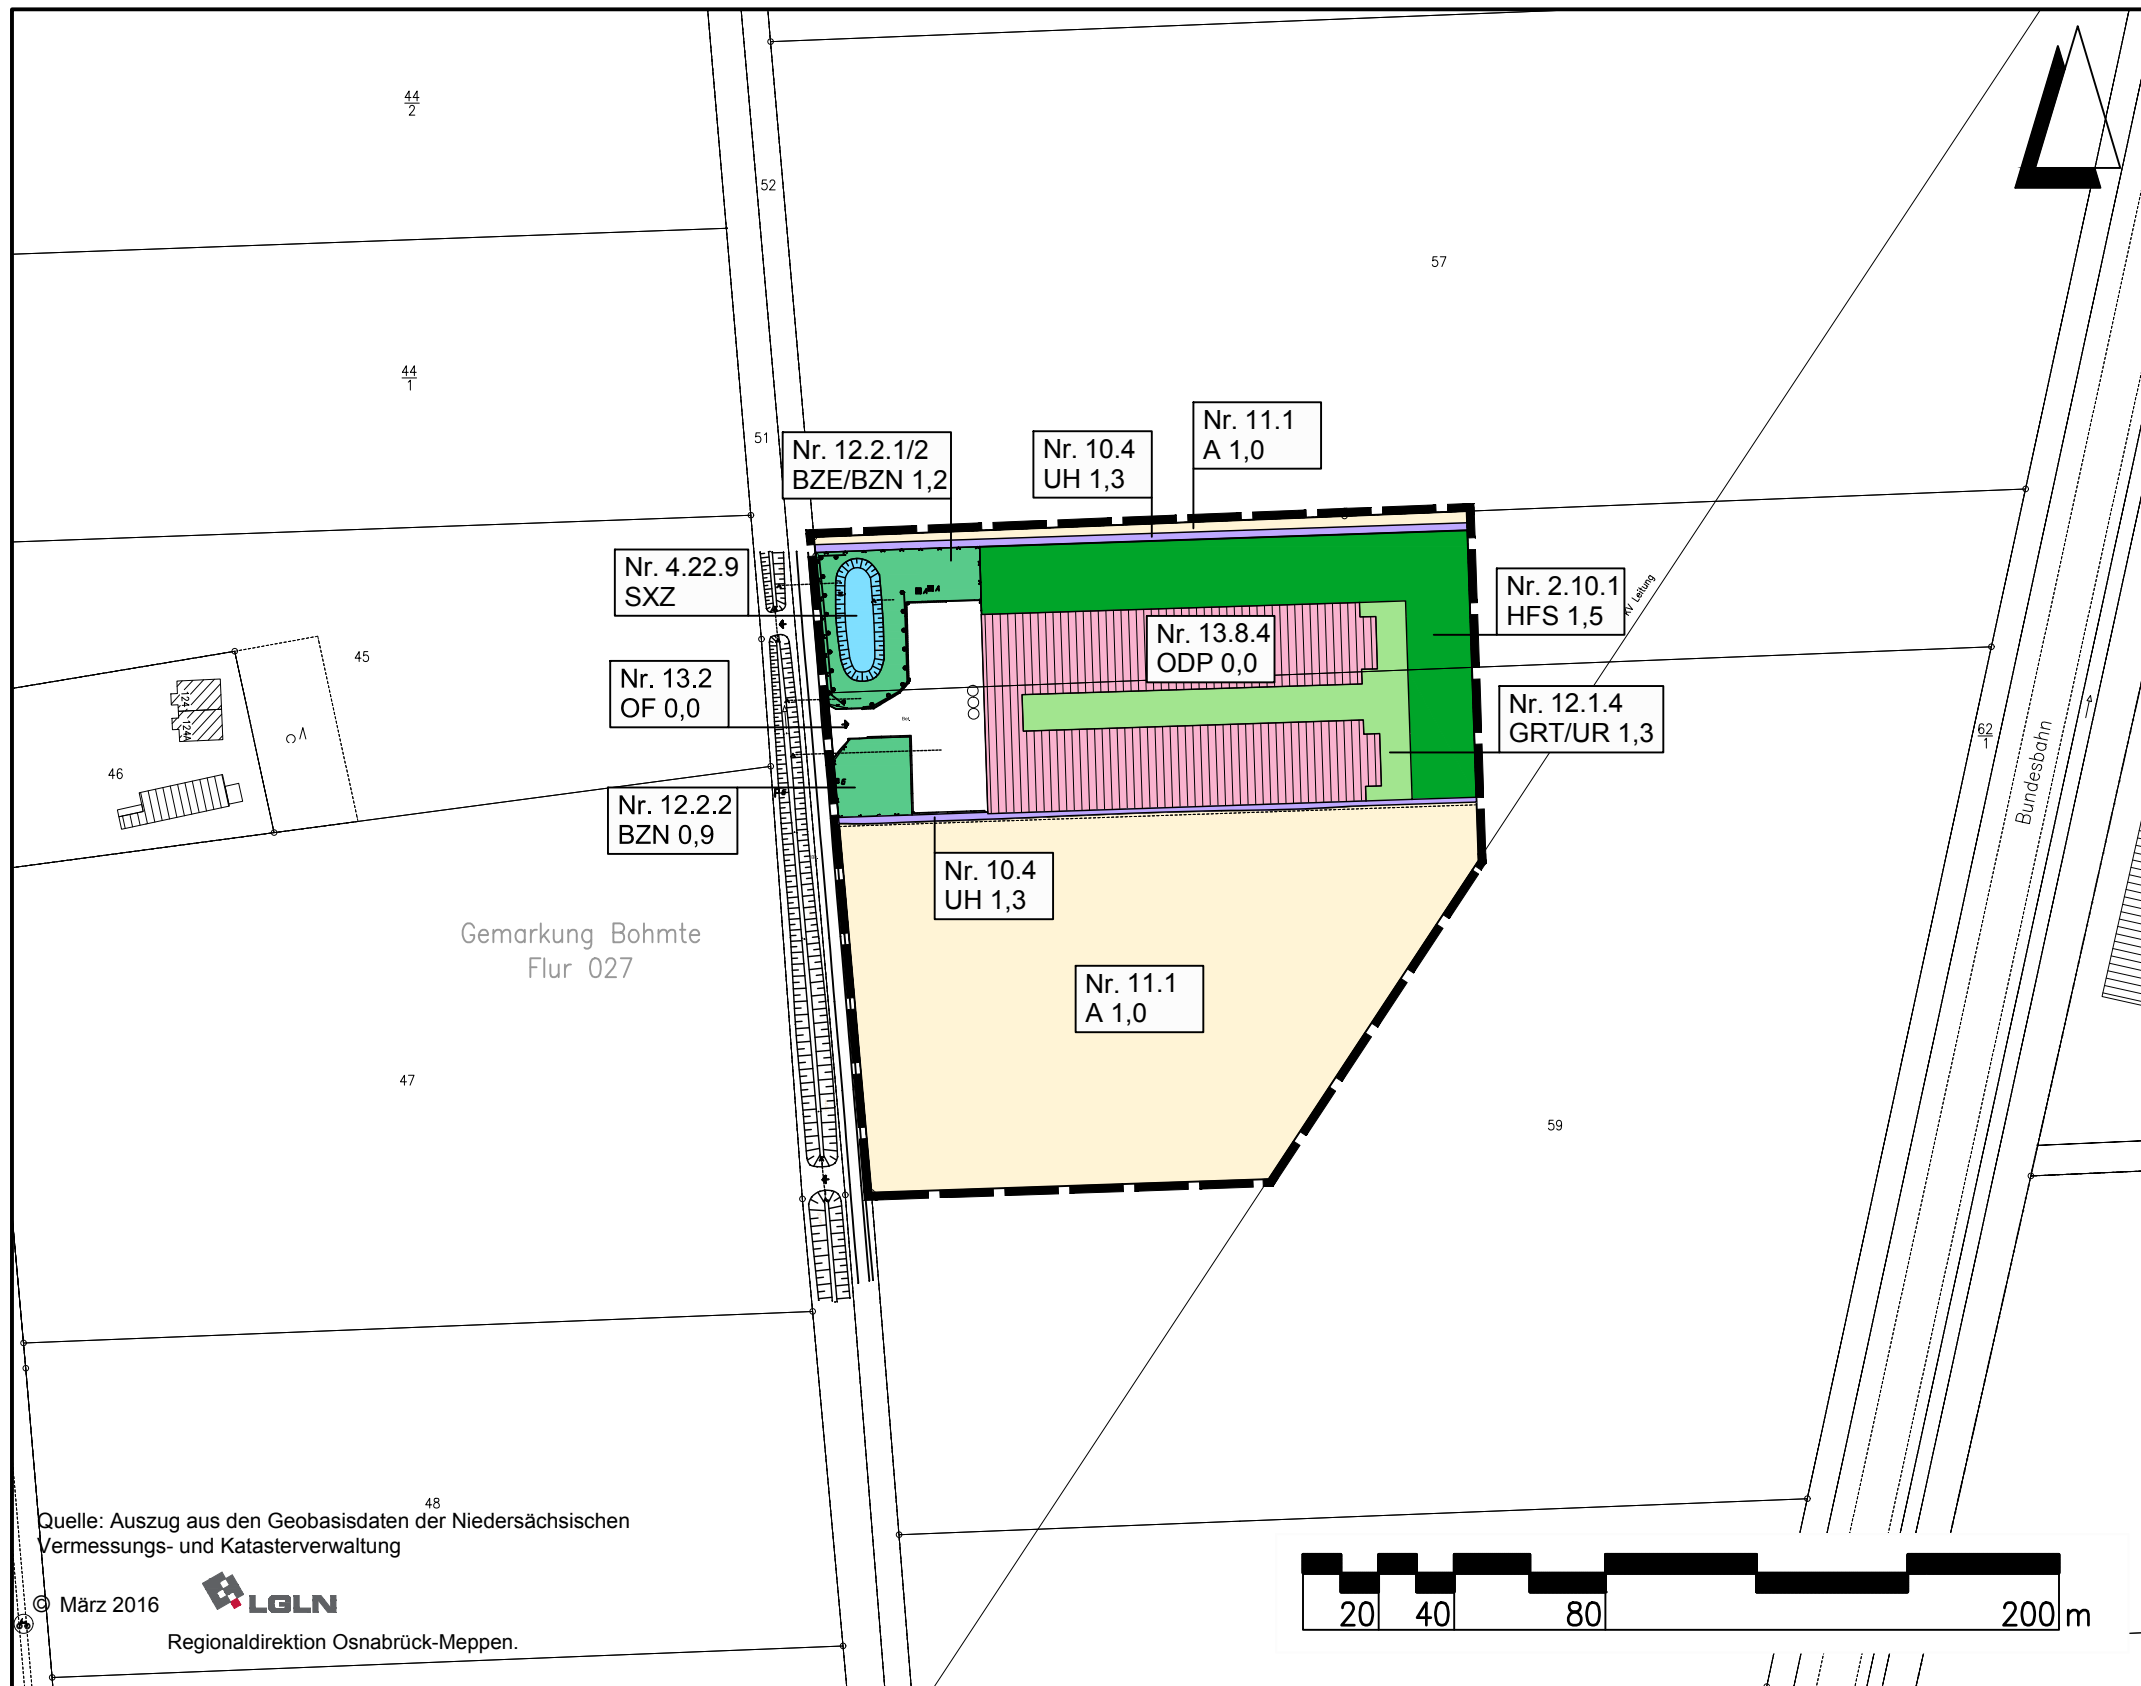 44
2
52
57
44
1
51
Nr. 11.1
A 1,0
Nr. 12.2.1/2
BZE/BZN 1,2
Nr. 10.4
UH 1,3
Nr. 4.22.9
SXZ
Nr. 2.10.1
HFS 1,5
KV Leitung
Nr. 13.8.4
ODP 0,0
45
Nr. 13.2
OF 0,0
Nr. 12.1.4
GRT/UR 1,3
62
1
Bundesbahn
46
Nr. 12.2.2
BZN 0,9
Nr. 10.4
UH 1,3
Gemarkung Bohmte
Flur 027
Nr. 11.1
A 1,0
47
59
48
Quelle: Auszug aus den Geobasisdaten der Niedersächsischen
Vermessungs- und Katasterverwaltung
© März 2016
LGLN
Regionaldirektion Osnabrück-Meppen.
20 40 80 200 m